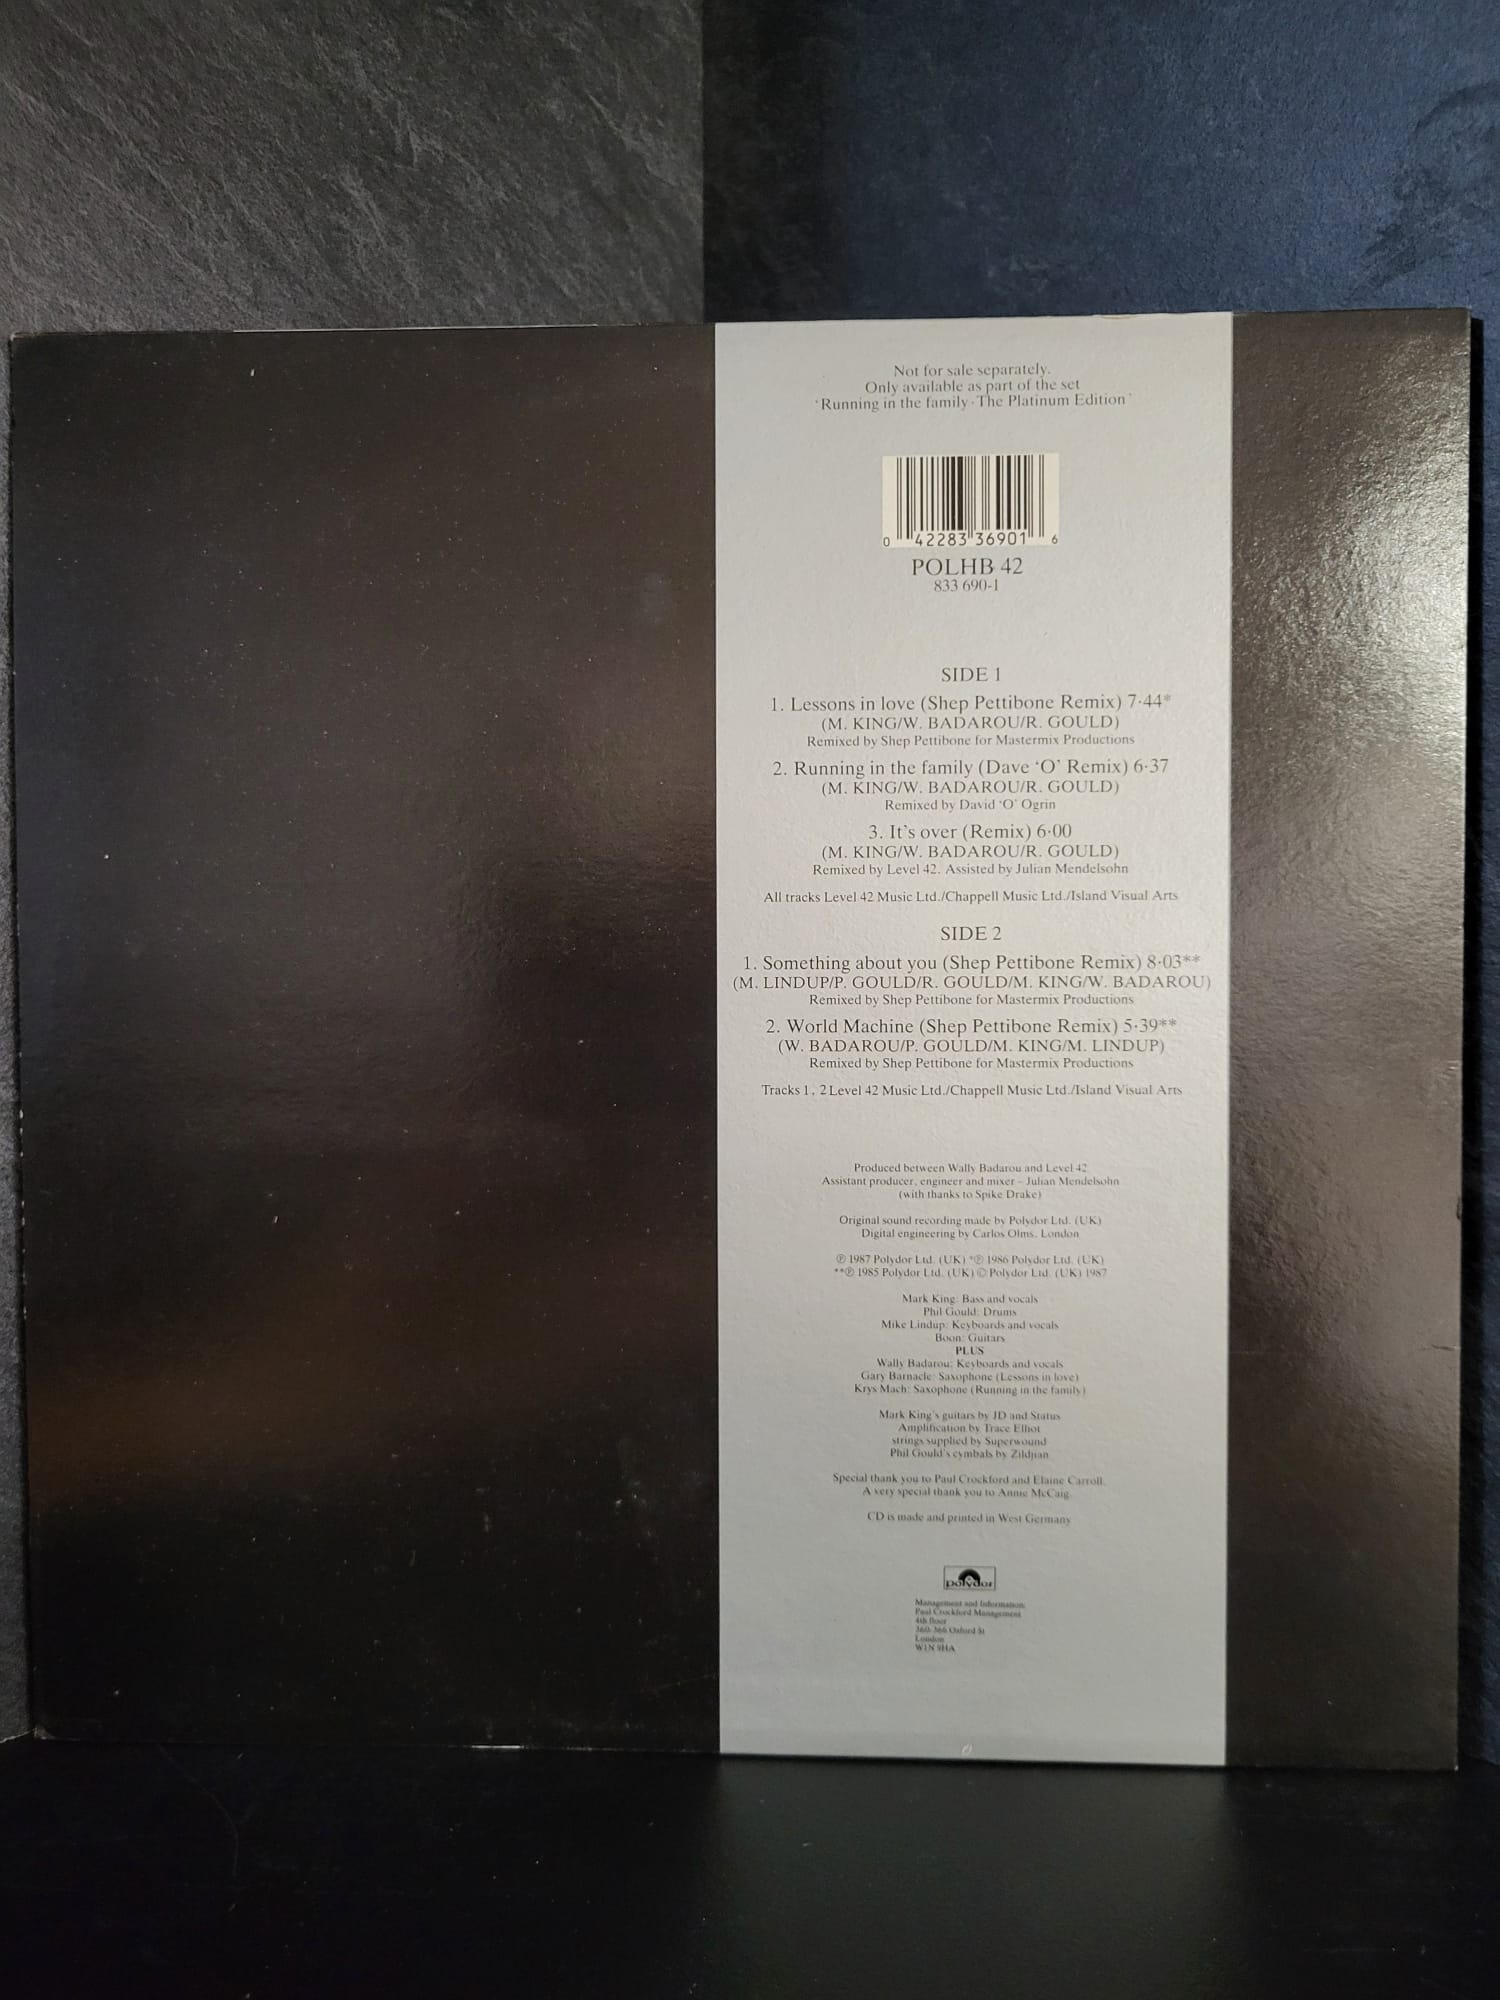 Not for sale separately.
Only available as part of the set
'Running in the family · The Platinum Edition'
0 42283 36901 6
POLHB 42
833 690-1
SIDE 1
1. Lessons in love (Shep Pettibone Remix) 7·44*
(M. KING/W. BADAROU/R. GOULD)
Remixed by Shep Pettibone for Mastermix Productions
2. Running in the family (Dave 'O' Remix) 6·37
(M. KING/W. BADAROU/R. GOULD)
Remixed by David 'O' Ogrin
3. It's over (Remix) 6·00
(M. KING/W. BADAROU/R. GOULD)
Remixed by Level 42. Assisted by Julian Mendelsohn
All tracks Level 42 Music Ltd./Chappell Music Ltd./Island Visual Arts
SIDE 2
1. Something about you (Shep Pettibone Remix) 8·03**
(M. LINDUP/P. GOULD/R. GOULD/M. KING/W. BADAROU)
Remixed by Shep Pettibone for Mastermix Productions
2. World Machine (Shep Pettibone Remix) 5·39**
(W. BADAROU/P. GOULD/M. KING/M. LINDUP)
Remixed by Shep Pettibone for Mastermix Productions
Tracks 1, 2 Level 42 Music Ltd./Chappell Music Ltd./Island Visual Arts
Produced between Wally Badarou and Level 42
Assistant producer, engineer and mixer – Julian Mendelsohn
(with thanks to Spike Drake)
Original sound recording made by Polydor Ltd. (UK)
Digital engineering by Carlos Olms, London
℗ 1987 Polydor Ltd. (UK) *℗ 1986 Polydor Ltd. (UK)
**℗ 1985 Polydor Ltd. (UK) © Polydor Ltd. (UK) 1987
Mark King: Bass and vocals
Phil Gould: Drums
Mike Lindup: Keyboards and vocals
Boon: Guitars
PLUS
Wally Badarou: Keyboards and vocals
Gary Barnacle: Saxophone (Lessons in love)
Krys Mach: Saxophone (Running in the family)
Mark King's guitars by JD and Status
Amplification by Trace Elliot
strings supplied by Superwound
Phil Gould's cymbals by Zildjian
Special thank you to Paul Crockford and Elaine Carroll.
A very special thank you to Annie McCaig
CD is made and printed in West Germany
polydor
Management and Information:
Paul Crockford Management
4th floor
360-366 Oxford St
London
W1N 9HA